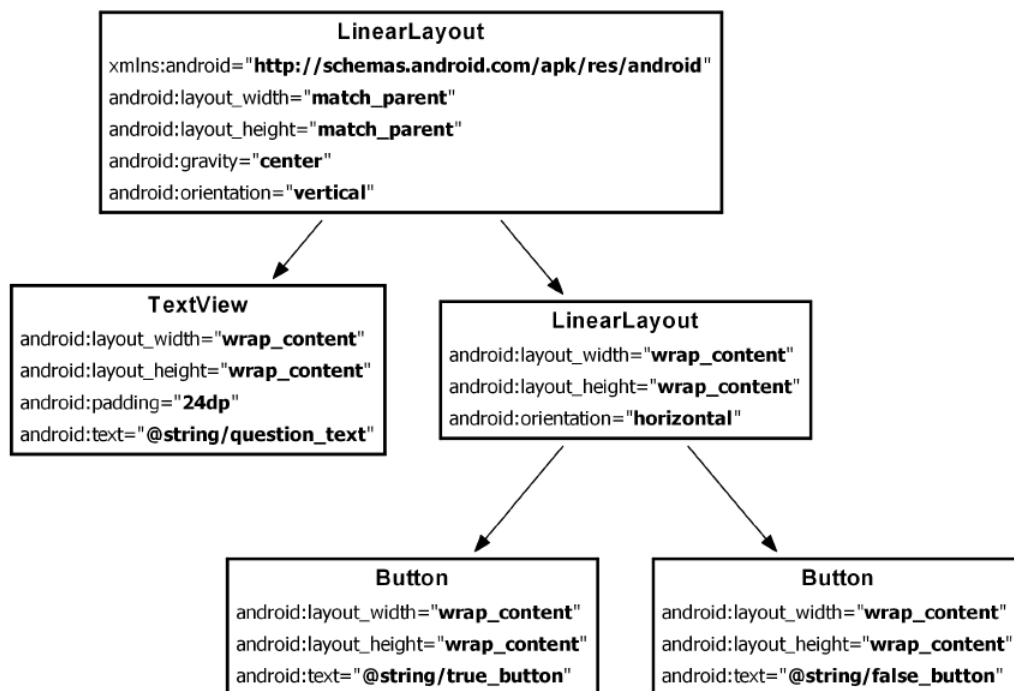 LinearLayout
xmlns:android="http://schemas.android.com/apk/res/android"
android:layout_width="match_parent"
android:layout_height="match_parent"
android:gravity="center"
android:orientation="vertical"
TextView
android:layout_width="wrap_content"
android:layout_height="wrap_content"
android:padding="24dp"
android:text="@string/question_text"
LinearLayout
android:layout_width="wrap_content"
android:layout_height="wrap_content"
android:orientation="horizontal"
Button
android:layout_width="wrap_content"
android:layout_height="wrap_content"
android:text="@string/true_button"
Button
android:layout_width="wrap_content"
android:layout_height="wrap_content"
android:text="@string/false_button"